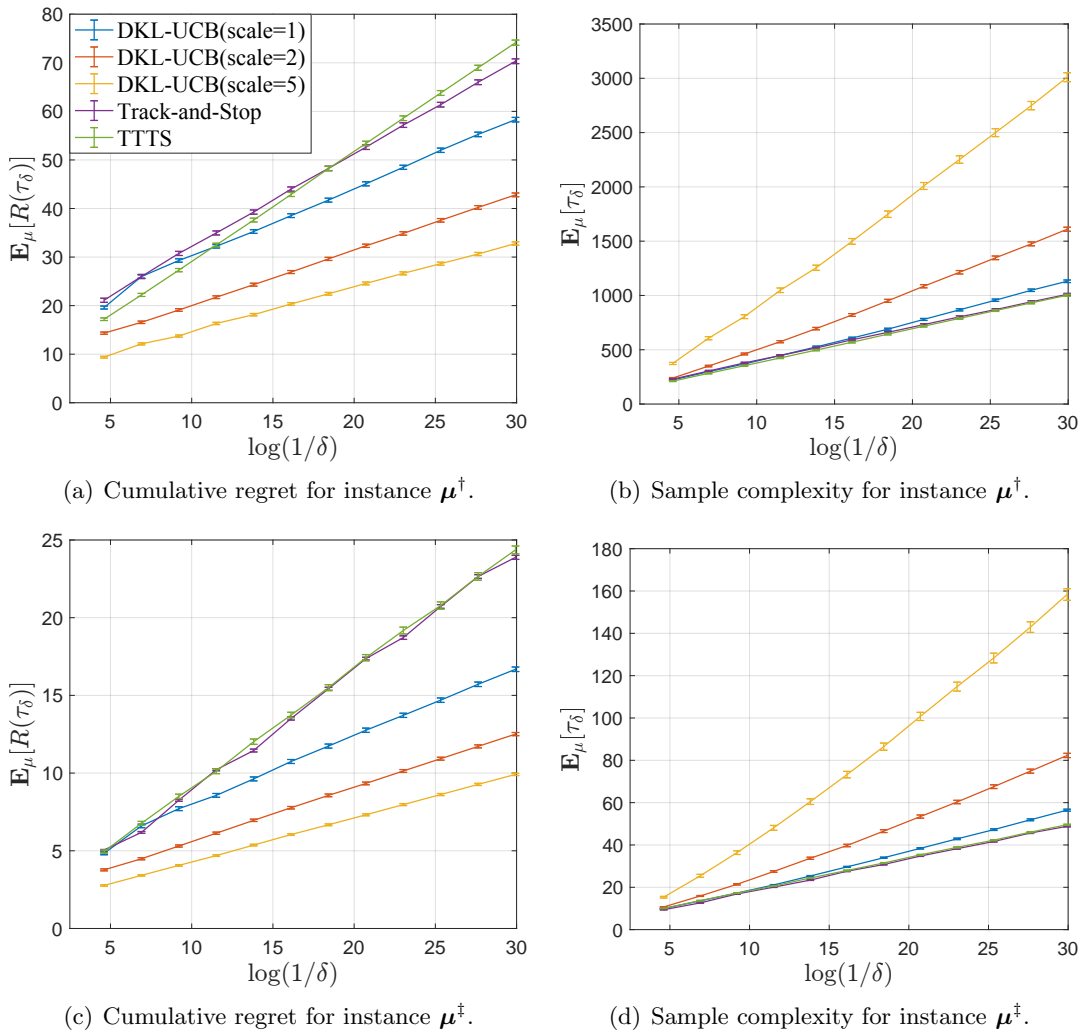 80
70
60
50
40
30
20
10
0
E_μ[R(τ_δ)]
DKL-UCB(scale=1)
DKL-UCB(scale=2)
DKL-UCB(scale=5)
Track-and-Stop
TTTS
5 10 15 20 25 30
log(1/δ)
(a) Cumulative regret for instance μ†.
3500
3000
2500
2000
1500
1000
500
0
E_μ[τ_δ]
5 10 15 20 25 30
log(1/δ)
(b) Sample complexity for instance μ†.
25
20
15
10
5
0
E_μ[R(τ_δ)]
5 10 15 20 25 30
log(1/δ)
(c) Cumulative regret for instance μ‡.
180
160
140
120
100
80
60
40
20
0
E_μ[τ_δ]
5 10 15 20 25 30
log(1/δ)
(d) Sample complexity for instance μ‡.